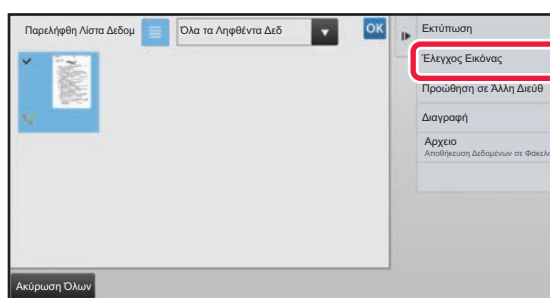 Παρελήφθη Λίστα Δεδομ
Όλα τα Ληφθέντα Δεδ
OK
Εκτύπωση
Έλεγχος Εικόνας
Προώθηση σε Άλλη Διεύθ
Διαγραφή
Αρχειο
Αποθήκευση Δεδομένων σε Φάκελο
Ακύρωση Όλων